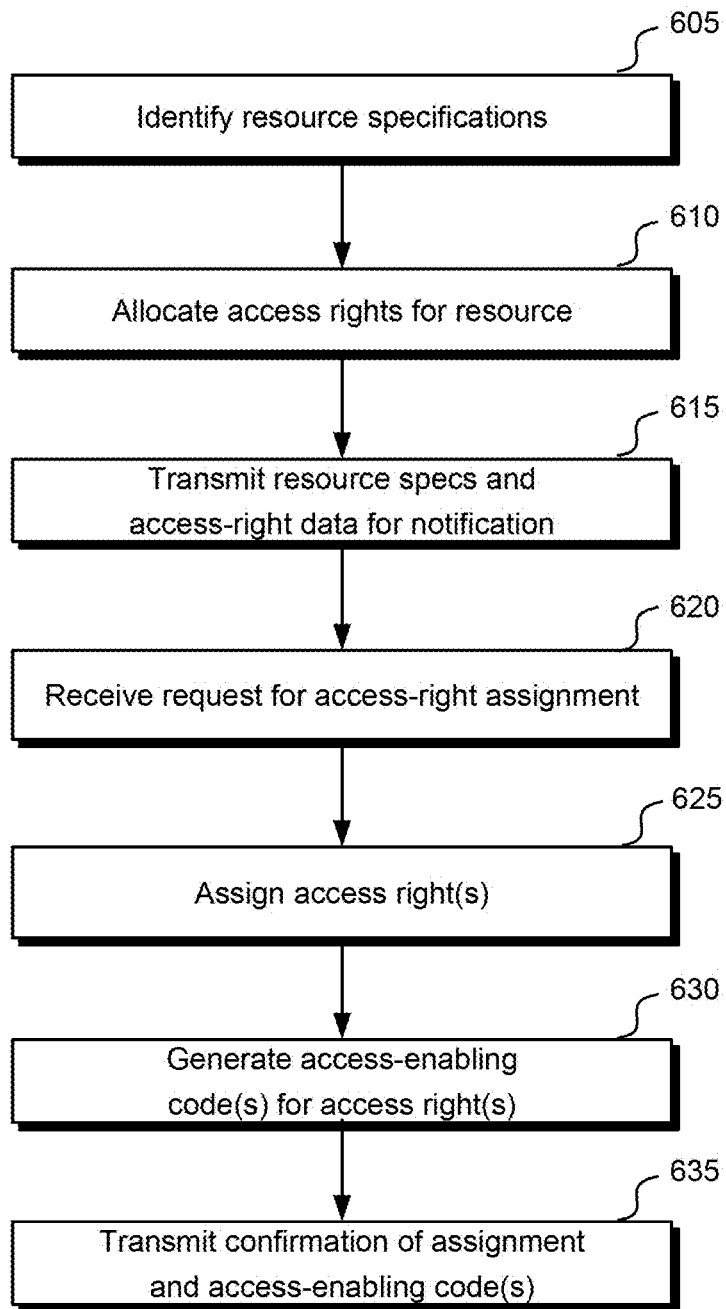 605
Identify resource specifications
610
Allocate access rights for resource
615
Transmit resource specs and
access-right data for notification
620
Receive request for access-right assignment
625
Assign access right(s)
630
Generate access-enabling
code(s) for access right(s)
635
Transmit confirmation of assignment
and access-enabling code(s)